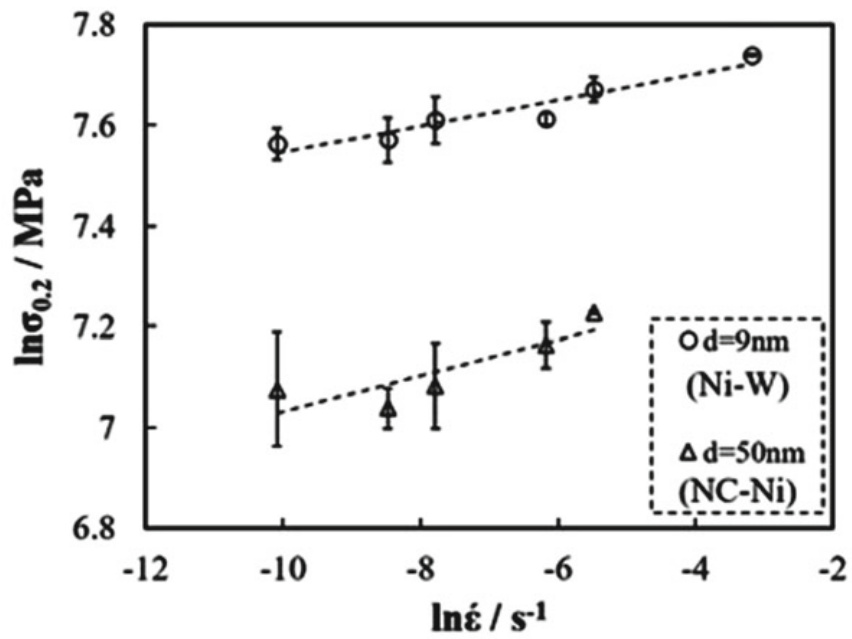 7.8
7.6
7.4
7.2
7
6.8
lnσ0.2 / MPa
d=9nm
(Ni-W)
d=50nm
(NC-Ni)
-12 -10 -8 -6 -4 -2
lnέ / s-1